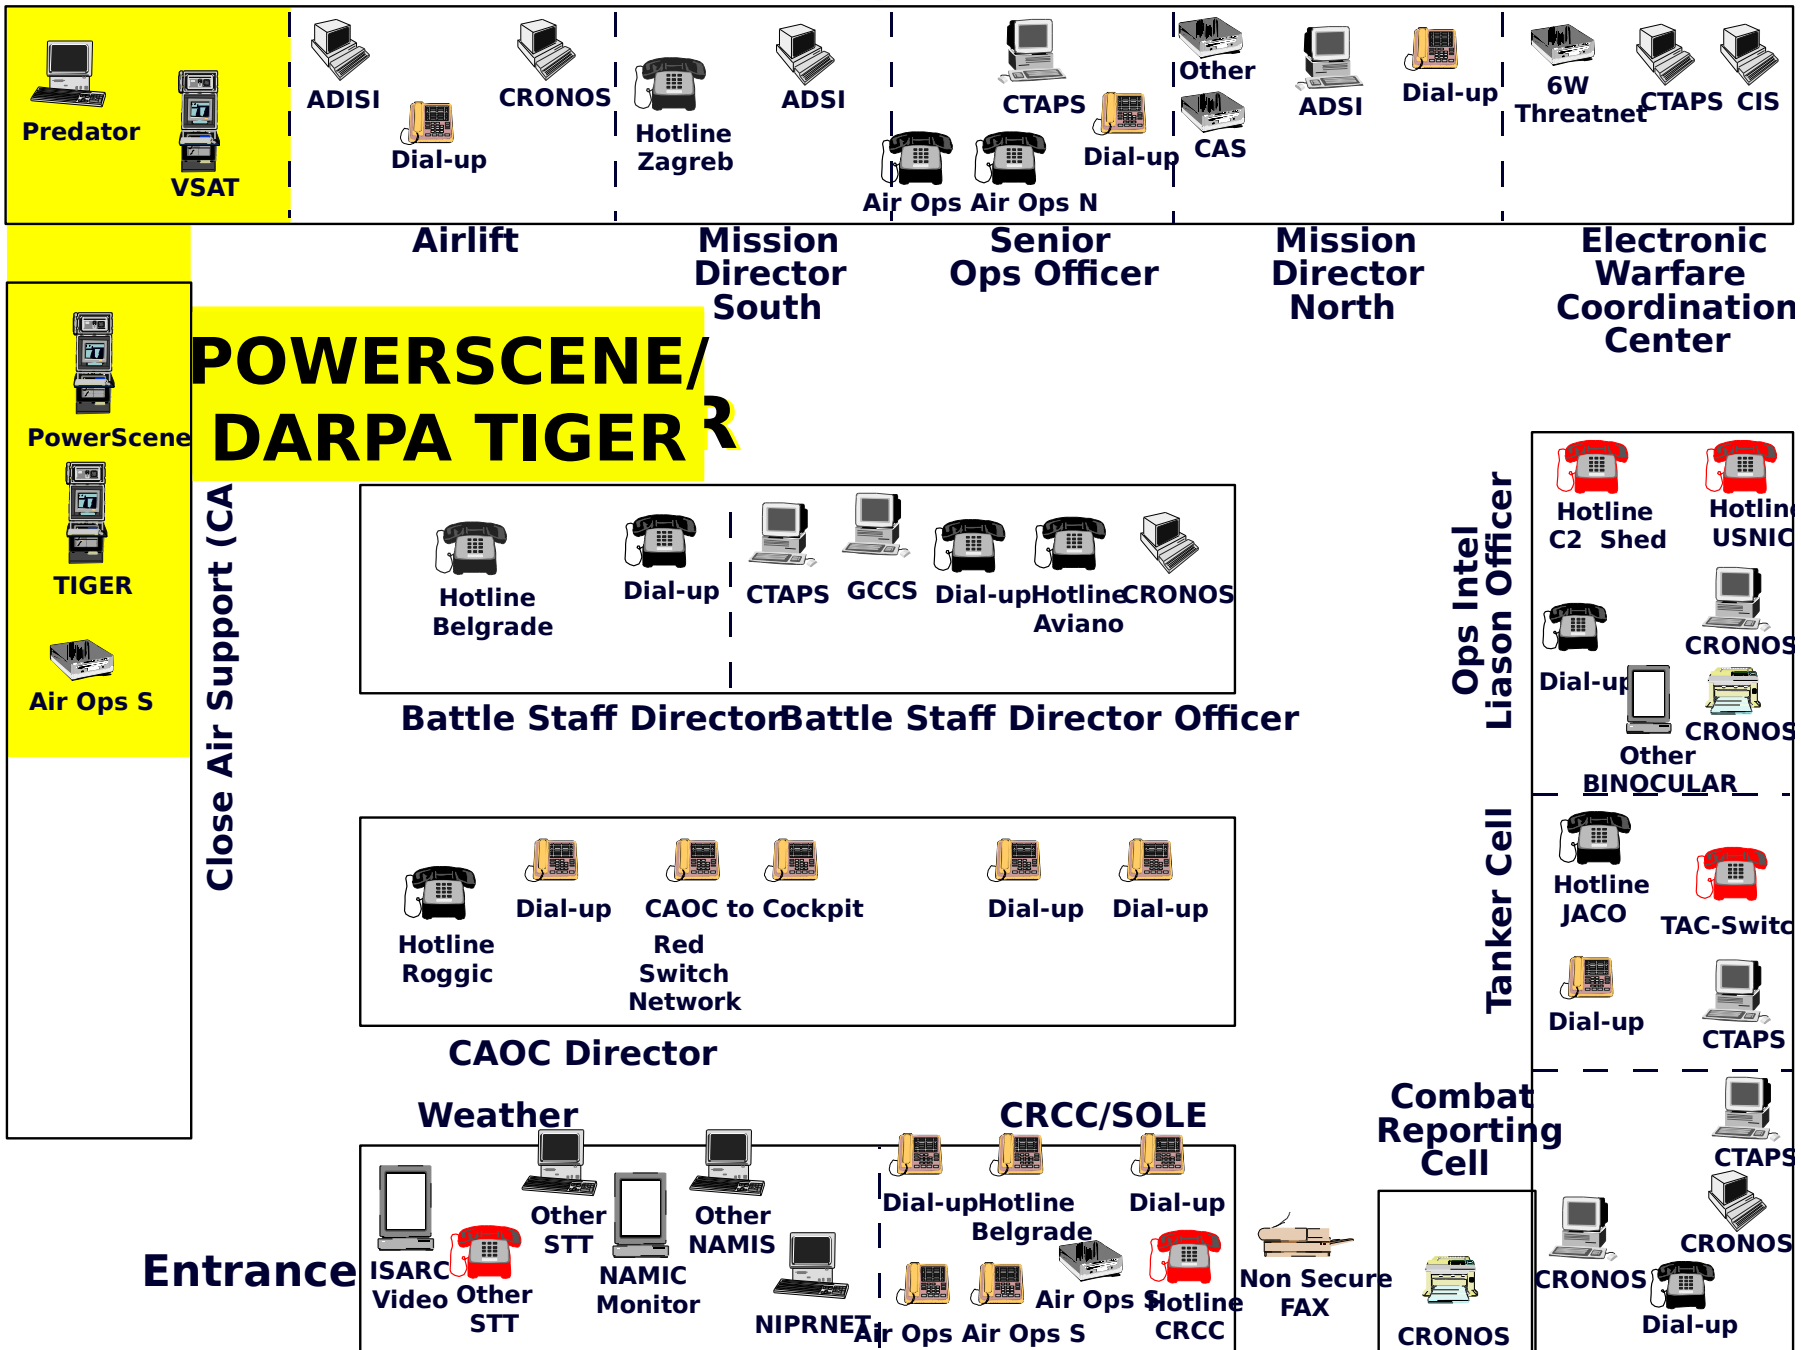 Predator
VSAT
ADISI
Dial-up
CRONOS
Hotline
Zagreb
ADSI
CTAPS
Dial-up
Air Ops
Air Ops N
Other
CAS
ADSI
Dial-up
6W
Threatnet
CTAPS
CIS
Airlift
Mission
Director
South
Senior
Ops Officer
Mission
Director
North
Electronic
Warfare
Coordination
Center
POWERSCENE/
DARPA TIGER
R
PowerScene
TIGER
Air Ops S
Close Air Support (CA
Hotline
Belgrade
Dial-up
CTAPS
GCCS
Dial-up
Hotline
Aviano
CRONOS
Battle Staff Director
Battle Staff Director Officer
Ops Intel
Liason Officer
Hotline
C2 Shed
Hotline
USNIC
Dial-up
CRONOS
CRONOS
Other
BINOCULAR
Hotline
Roggic
Dial-up
CAOC to Cockpit
Red
Switch
Network
Dial-up
Dial-up
CAOC Director
Tanker Cell
Hotline
JACO
TAC-Switc
Dial-up
CTAPS
Weather
CRCC/SOLE
Combat
Reporting
Cell
Entrance
ISARC
Video
Other
STT
Other
STT
NAMIC
Monitor
Other
NAMIS
NIPRNET
Dial-up
Hotline
Belgrade
Dial-up
Air Ops
Air Ops S
Air Ops S
Hotline
CRCC
Non Secure
FAX
CRONOS
CTAPS
CRONOS
CRONOS
Dial-up